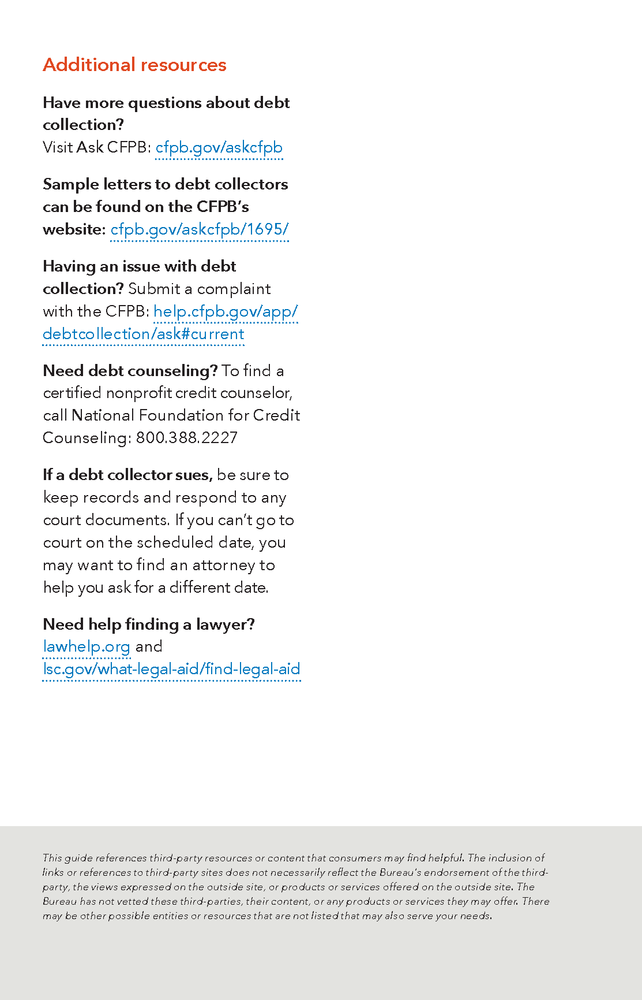 Additional resources
Have more questions about debt
collection?
Visit Ask CFPB: cfpb.gov/askcfpb
Sample letters to debt collectors
can be found on the CFPB’s
website: cfpb.gov/askcfpb/1695/
Having an issue with debt
collection? Submit a complaint
with the CFPB: help.cfpb.gov/app/
debtcollection/ask#current
Need debt counseling? To find a
certified nonprofit credit counselor,
call National Foundation for Credit
Counseling: 800.388.2227
If a debt collector sues, be sure to
keep records and respond to any
court documents. If you can’t go to
court on the scheduled date, you
may want to find an attorney to
help you ask for a different date.
Need help finding a lawyer?
lawhelp.org and
lsc.gov/what-legal-aid/find-legal-aid
This guide references third-party resources or content that consumers may find helpful. The inclusion of
links or references to third-party sites does not necessarily reflect the Bureau’s endorsement of the third-
party, the views expressed on the outside site, or products or services offered on the outside site. The
Bureau has not vetted these third-parties, their content, or any products or services they may offer. There
may be other possible entities or resources that are not listed that may also serve your needs.